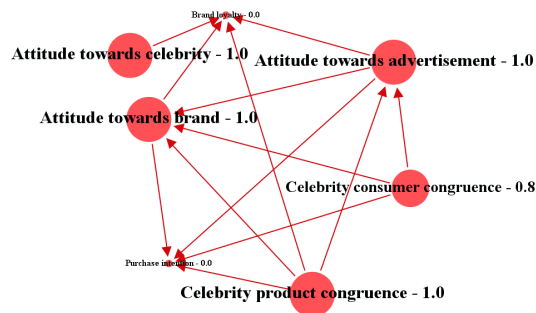 Brand loyalty - 0.0
Attitude towards celebrity - 1.0
Attitude towards advertisement - 1.0
Attitude towards brand - 1.0
Celebrity consumer congruence - 0.8
Purchase intention - 0.0
Celebrity product congruence - 1.0